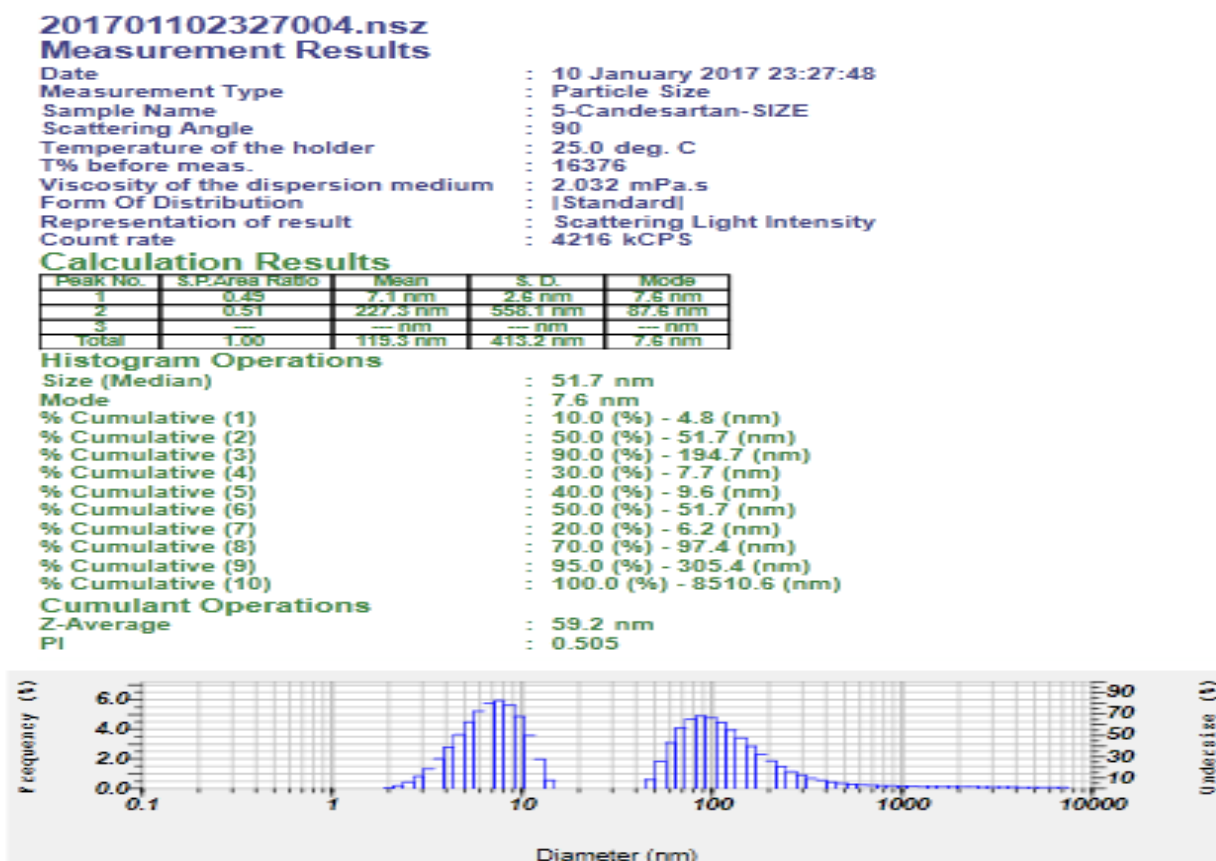 201701102327004.nsz
Measurement Results
Date : 10 January 2017 23:27:48
Measurement Type : Particle Size
Sample Name : 5-Candesartan-SIZE
Scattering Angle : 90
Temperature of the holder : 25.0 deg. C
T% before meas. : 16376
Viscosity of the dispersion medium : 2.032 mPa.s
Form Of Distribution : |Standard|
Representation of result : Scattering Light Intensity
Count rate : 4216 kCPS
Calculation Results
Peak No. S.P.Area Ratio Mean S. D. Mode
1 0.49 7.1 nm 2.6 nm 7.6 nm
2 0.51 227.3 nm 558.1 nm 87.6 nm
3 --- --- nm --- nm --- nm
Total 1.00 119.3 nm 413.2 nm 7.6 nm
Histogram Operations
Size (Median) : 51.7 nm
Mode : 7.6 nm
% Cumulative (1) : 10.0 (%) - 4.8 (nm)
% Cumulative (2) : 50.0 (%) - 51.7 (nm)
% Cumulative (3) : 90.0 (%) - 194.7 (nm)
% Cumulative (4) : 30.0 (%) - 7.7 (nm)
% Cumulative (5) : 40.0 (%) - 9.6 (nm)
% Cumulative (6) : 50.0 (%) - 51.7 (nm)
% Cumulative (7) : 20.0 (%) - 6.2 (nm)
% Cumulative (8) : 70.0 (%) - 97.4 (nm)
% Cumulative (9) : 95.0 (%) - 305.4 (nm)
% Cumulative (10) : 100.0 (%) - 8510.6 (nm)
Cumulant Operations
Z-Average : 59.2 nm
PI : 0.505
Frequency (%)
6.0
4.0
2.0
0.0
90
70
50
30
10
Undersize (%)
0.1 1 10 100 1000 10000
Diameter (nm)